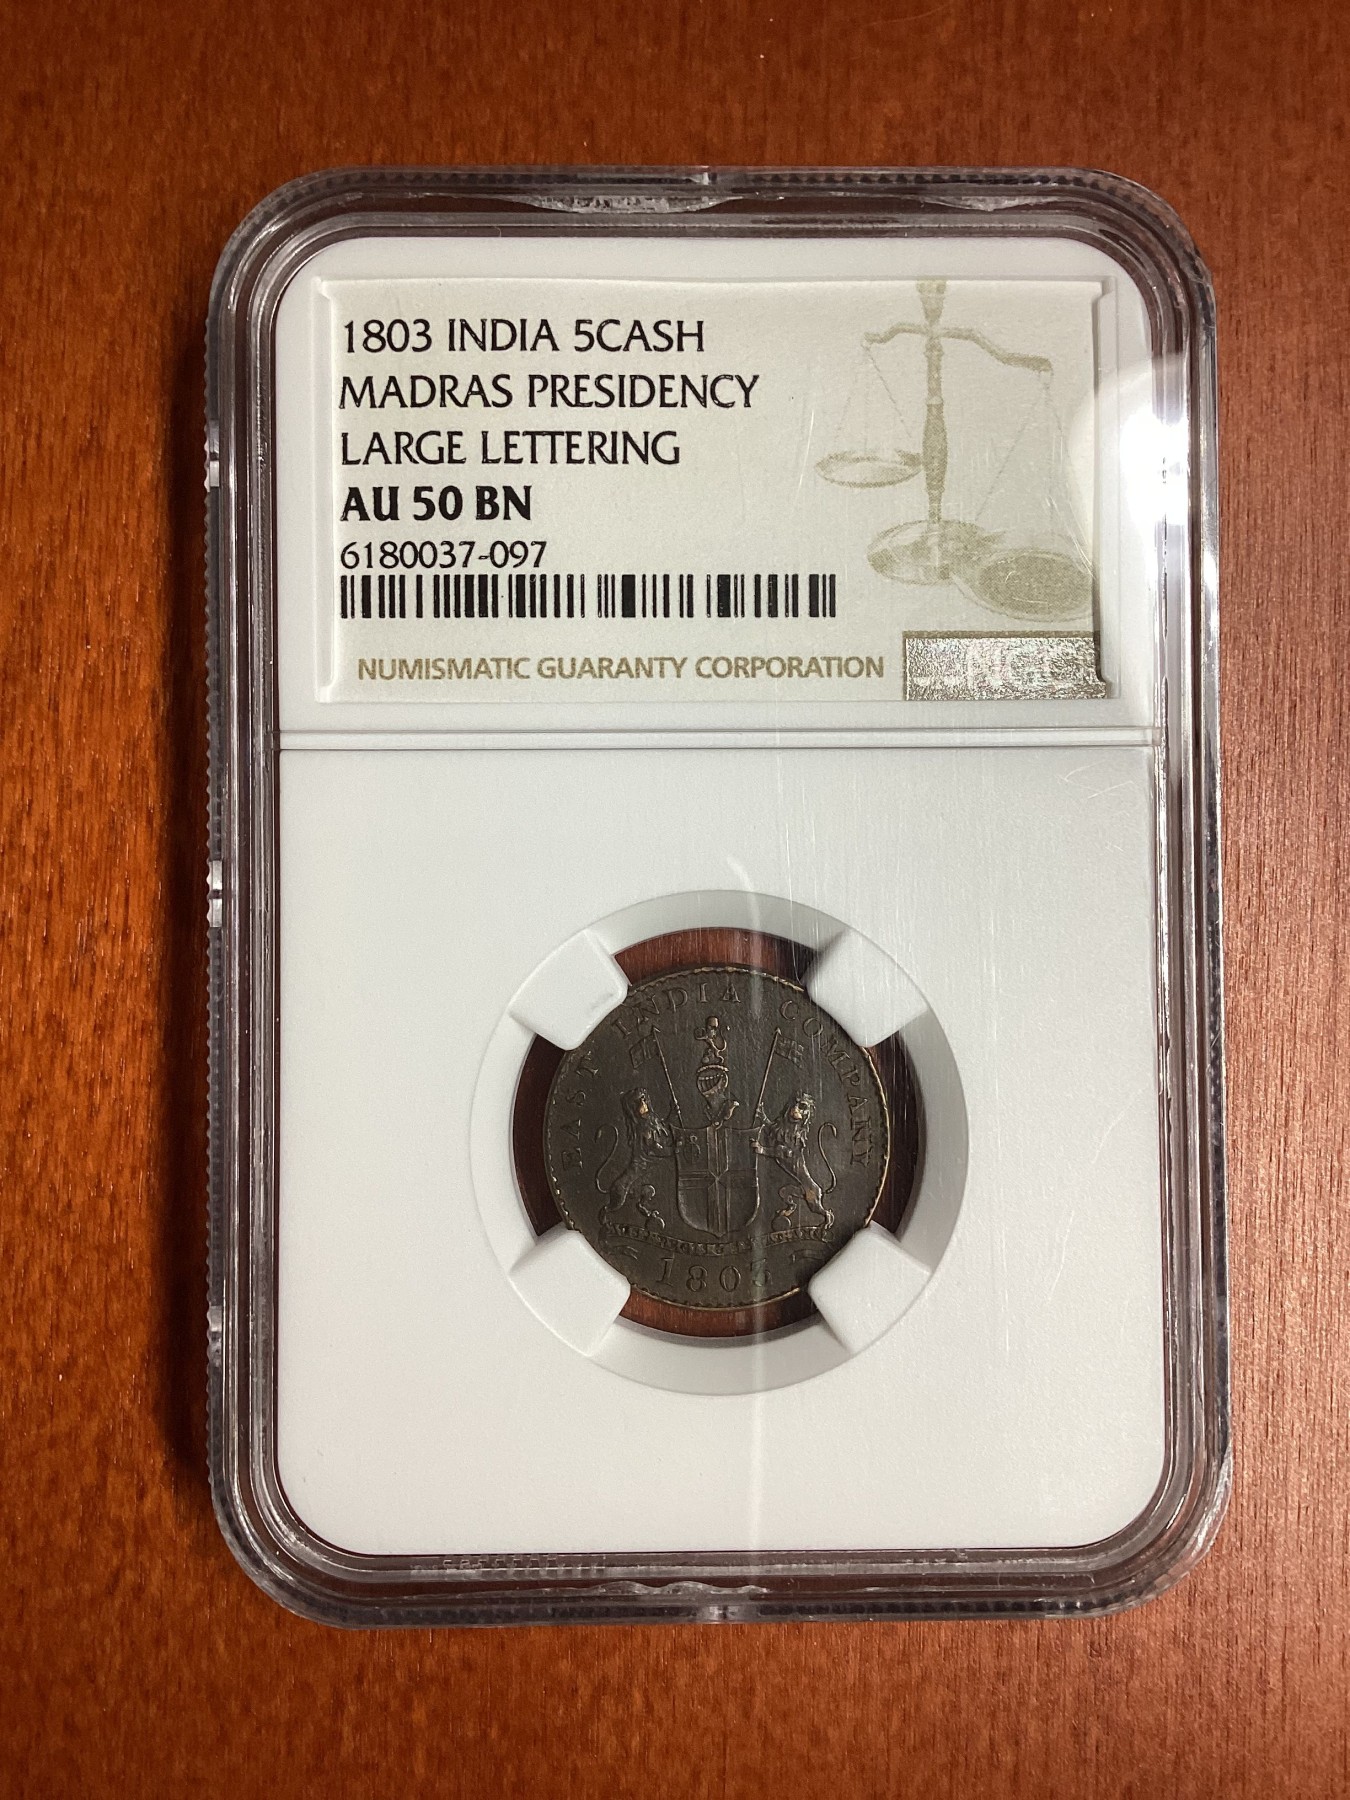 1803 INDIA 5CASH
MADRAS PRESIDENCY
LARGE LETTERING
AU 50 BN
6180037-097
NUMISMATIC GUARANTY CORPORATION
NGC
EAST INDIA COMPANY
1803